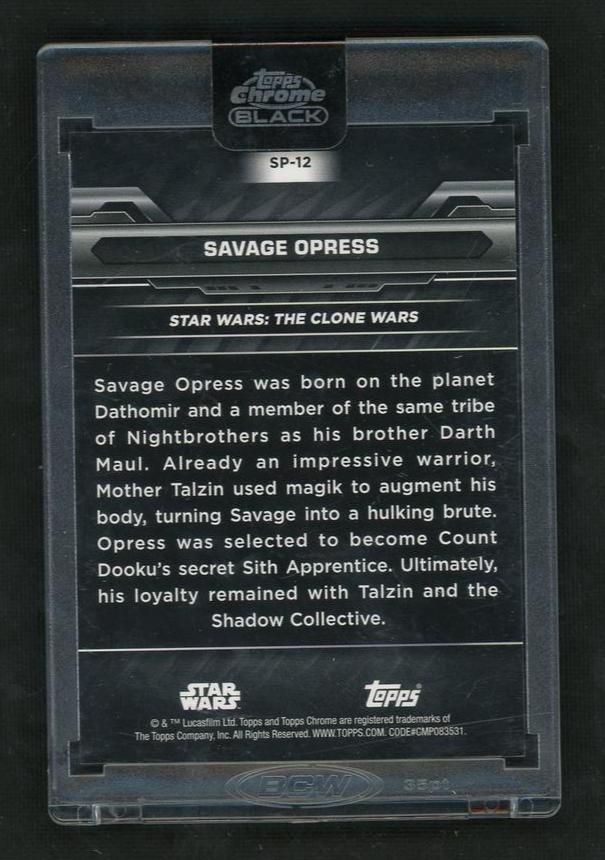 Topps
Chrome
BLACK
SP-12
SAVAGE OPRESS
STAR WARS: THE CLONE WARS
Savage Opress was born on the planet
Dathomir and a member of the same tribe
of Nightbrothers as his brother Darth
Maul. Already an impressive warrior,
Mother Talzin used magik to augment his
body, turning Savage into a hulking brute.
Opress was selected to become Count
Dooku's secret Sith Apprentice. Ultimately,
his loyalty remained with Talzin and the
Shadow Collective.
STAR WARS topps®
© & ™ Lucasfilm Ltd. Topps and Topps Chrome are registered trademarks of
The Topps Company, Inc. All Rights Reserved. WWW.TOPPS.COM. CODE#CMP083531.
BCW 35pt